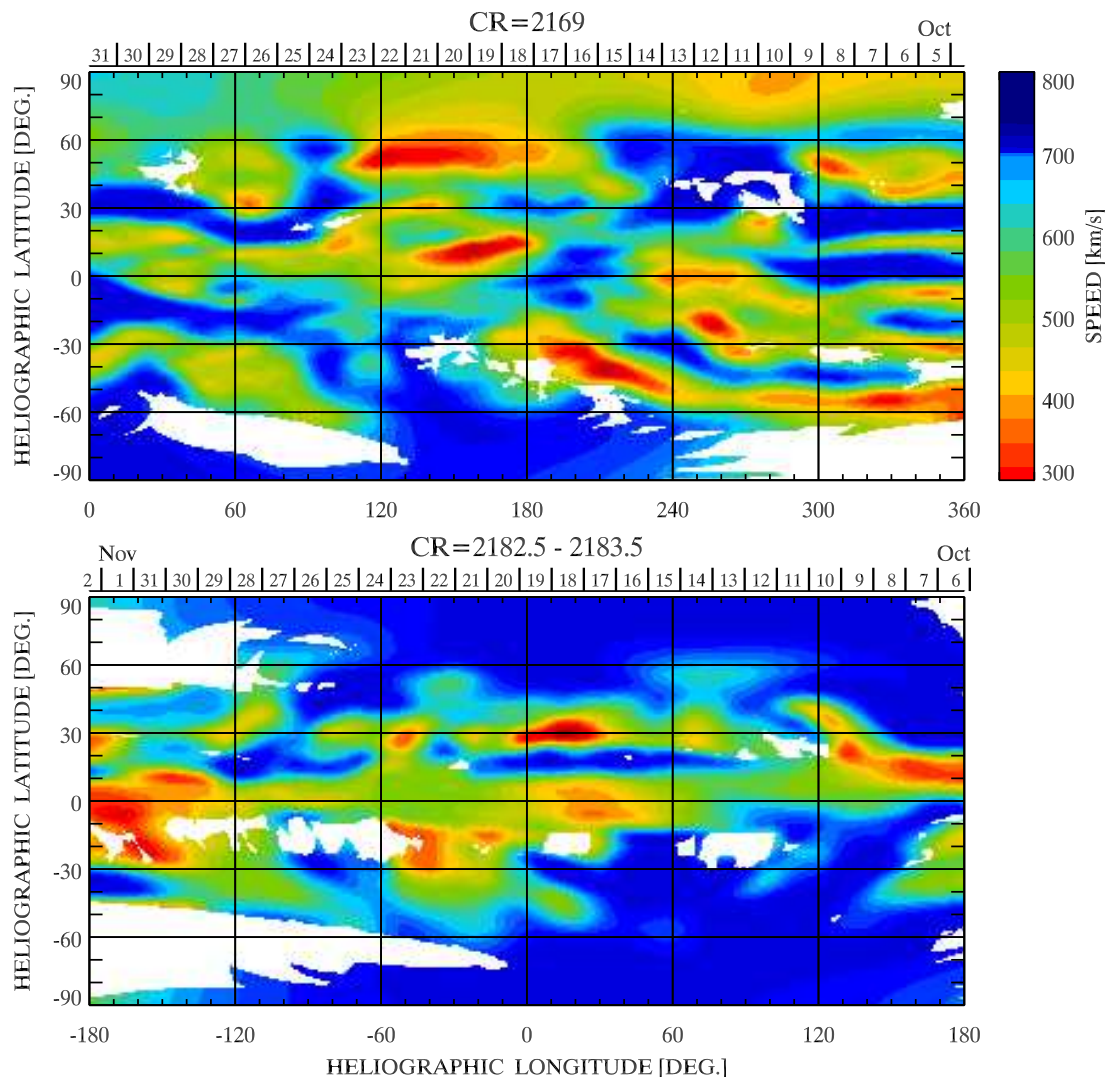 CR=2169
Oct
31 30 29 28 27 26 25 24 23 22 21 20 19 18 17 16 15 14 13 12 11 10 9 8 7 6 5
HELIOGRAPHIC LATITUDE [DEG.]
90
60
30
0
-30
-60
-90
0 60 120 180 240 300 360
800
700
600
500
400
300
SPEED [km/s]
Nov
CR=2182.5 - 2183.5
Oct
2 1 31 30 29 28 27 26 25 24 23 22 21 20 19 18 17 16 15 14 13 12 11 10 9 8 7 6
HELIOGRAPHIC LATITUDE [DEG.]
90
60
30
0
-30
-60
-90
-180 -120 -60 0 60 120 180
HELIOGRAPHIC LONGITUDE [DEG.]